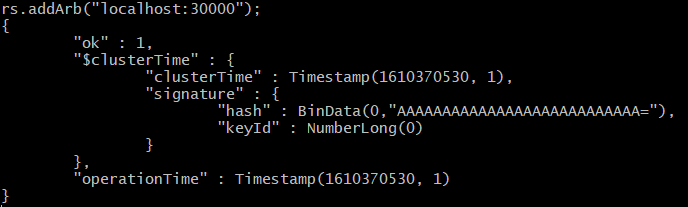 rs.addArb("localhost:30000");
{
"ok" : 1,
"$clusterTime" : {
"clusterTime" : Timestamp(1610370530, 1),
"signature" : {
"hash" : BinData(0,"AAAAAAAAAAAAAAAAAAAAAAAAAAA="),
"keyId" : NumberLong(0)
}
},
"operationTime" : Timestamp(1610370530, 1)
}